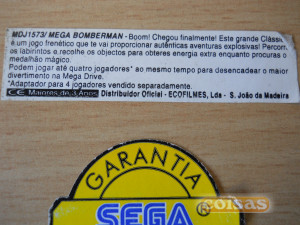 MDJ1573/ MEGA BOMBERMAN - Boom! Chegou finalmente! Este grande Clássi
é um jogo frenético que te vai proporcionar autênticas aventuras explosivas! Percorr
os labirintos e recolhe os objectos para obteres energia extra enquanto procuras o
medalhão mágico.
Podem jogar até quatro jogadores* ao mesmo tempo para desencadear o maior
divertimento na Mega Drive.
*Adaptador para 4 jogadores vendido separadamente.
CE Maiores de 3 Anos Distribuidor Oficial - ECOFILMES, Lda - S. João da Madeira
GARANTIA
SEGA ®
coisas